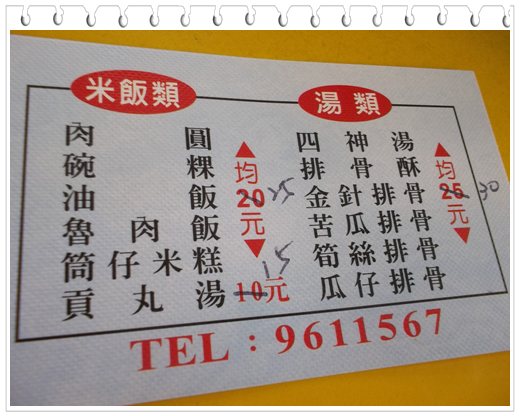 米飯類
肉圓
碗粿
油飯
魯肉飯
筒仔米糕
均20元 25
貢丸湯 10元 15
湯類
四神湯
排骨酥
金針排骨
苦瓜排骨
筍絲排骨
瓜仔排骨
均25元 30
TEL：9611567